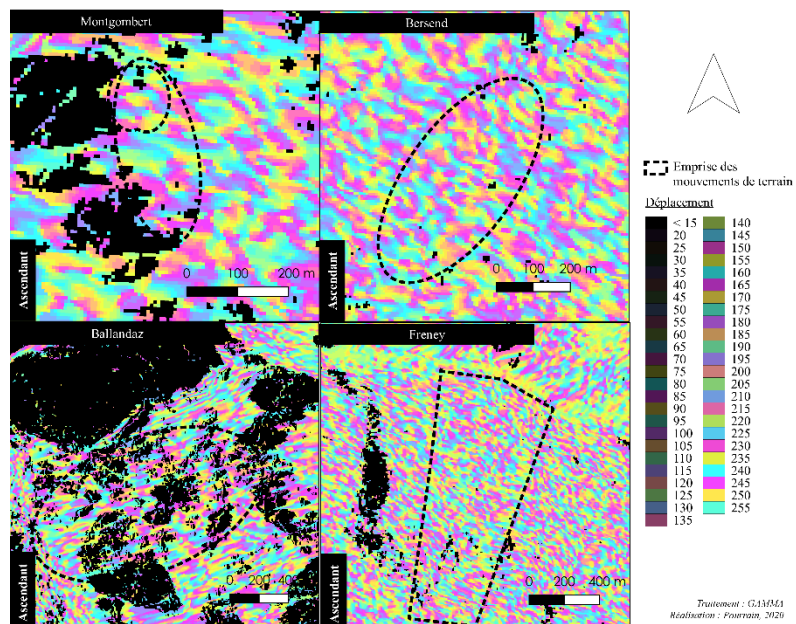 Montgombert
Bersend
Ascendant
0 100 200 m
Ascendant
0 100 200 m
Ballandaz
Freney
Ascendant
0 200 400
Ascendant
0 200 400 m
Emprise des
mouvements de terrain
Déplacement
< 15
20
25
30
35
40
45
50
55
60
65
70
75
80
85
90
95
100
105
110
115
120
125
130
135
140
145
150
155
160
165
170
175
180
185
190
195
200
205
210
215
220
225
230
235
240
245
250
255
Traitement : GAMMA
Réalisation : Pourrain, 2020